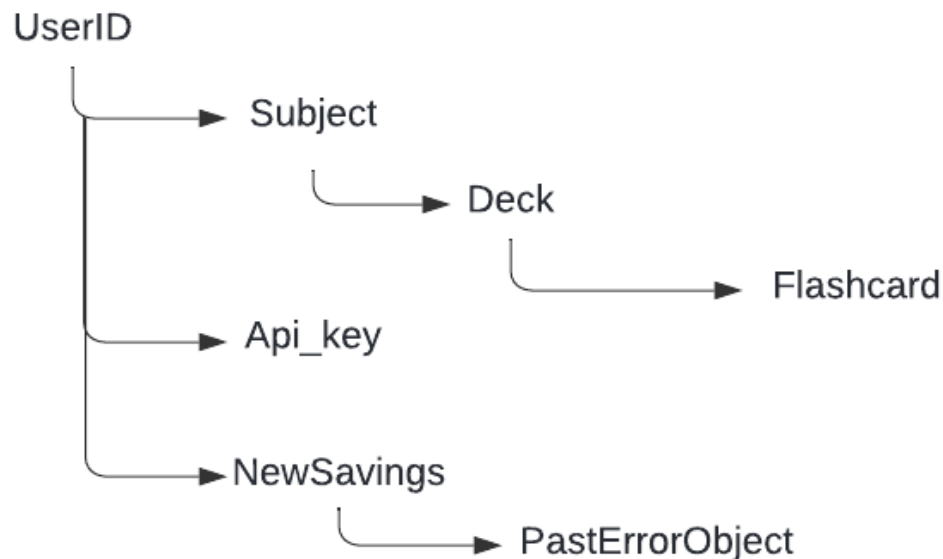 UserID
Subject
Deck
Flashcard
Api_key
NewSavings
PastErrorObject